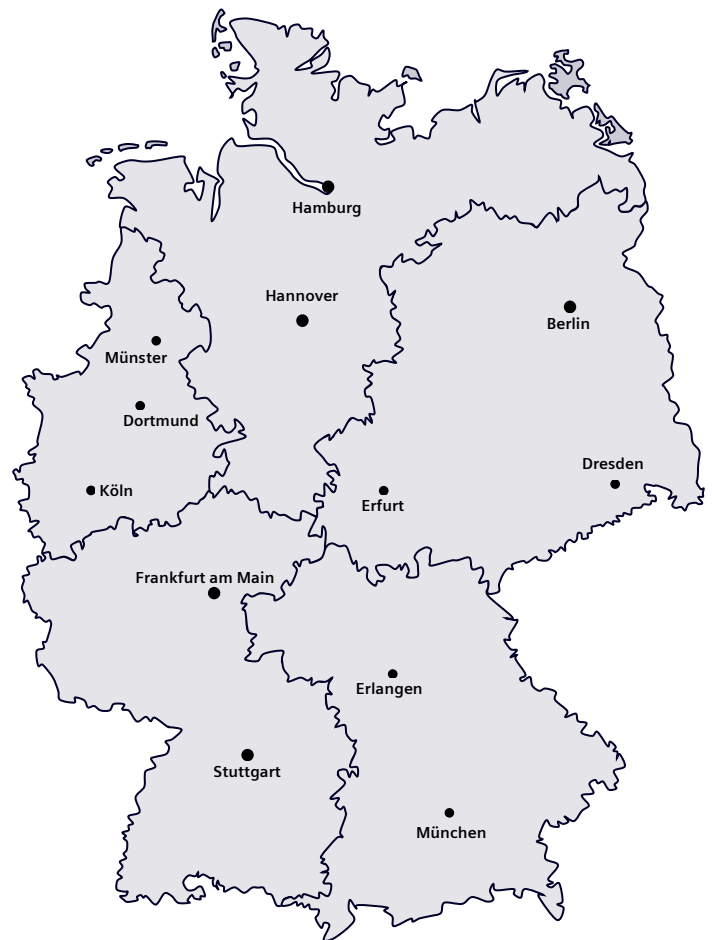 Hamburg
Hannover
Berlin
Münster
Dortmund
Dresden
Köln
Erfurt
Frankfurt am Main
Erlangen
Stuttgart
München